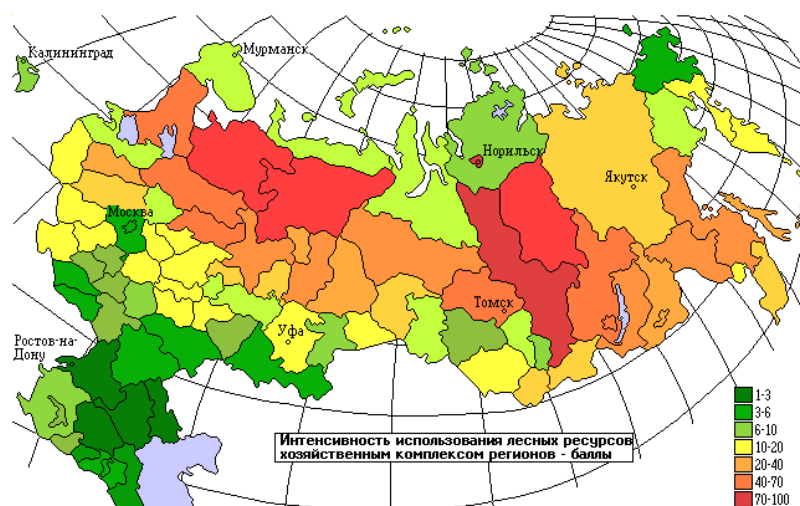 Калининград
Мурманск
Норильск
Якутск
Москва
Томск
Уфа
Ростов-на-
Дону
Интенсивность использования лесных ресурсов
хозяйственным комплексом регионов - баллы
1-3
3-6
6-10
10-20
20-40
40-70
70-100